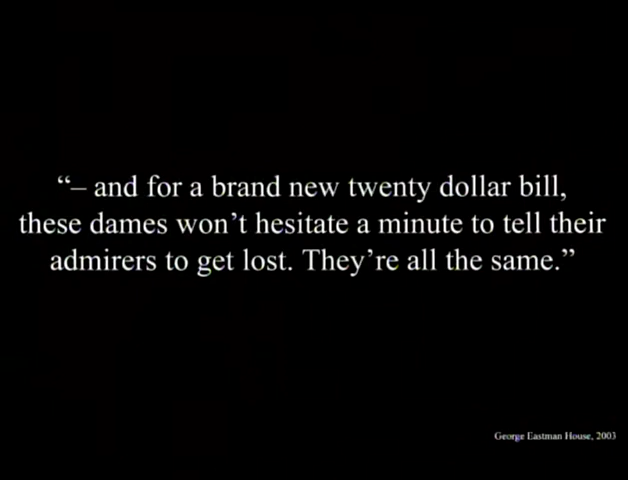 “– and for a brand new twenty dollar bill,
these dames won’t hesitate a minute to tell their
admirers to get lost. They’re all the same.”
George Eastman House, 2003